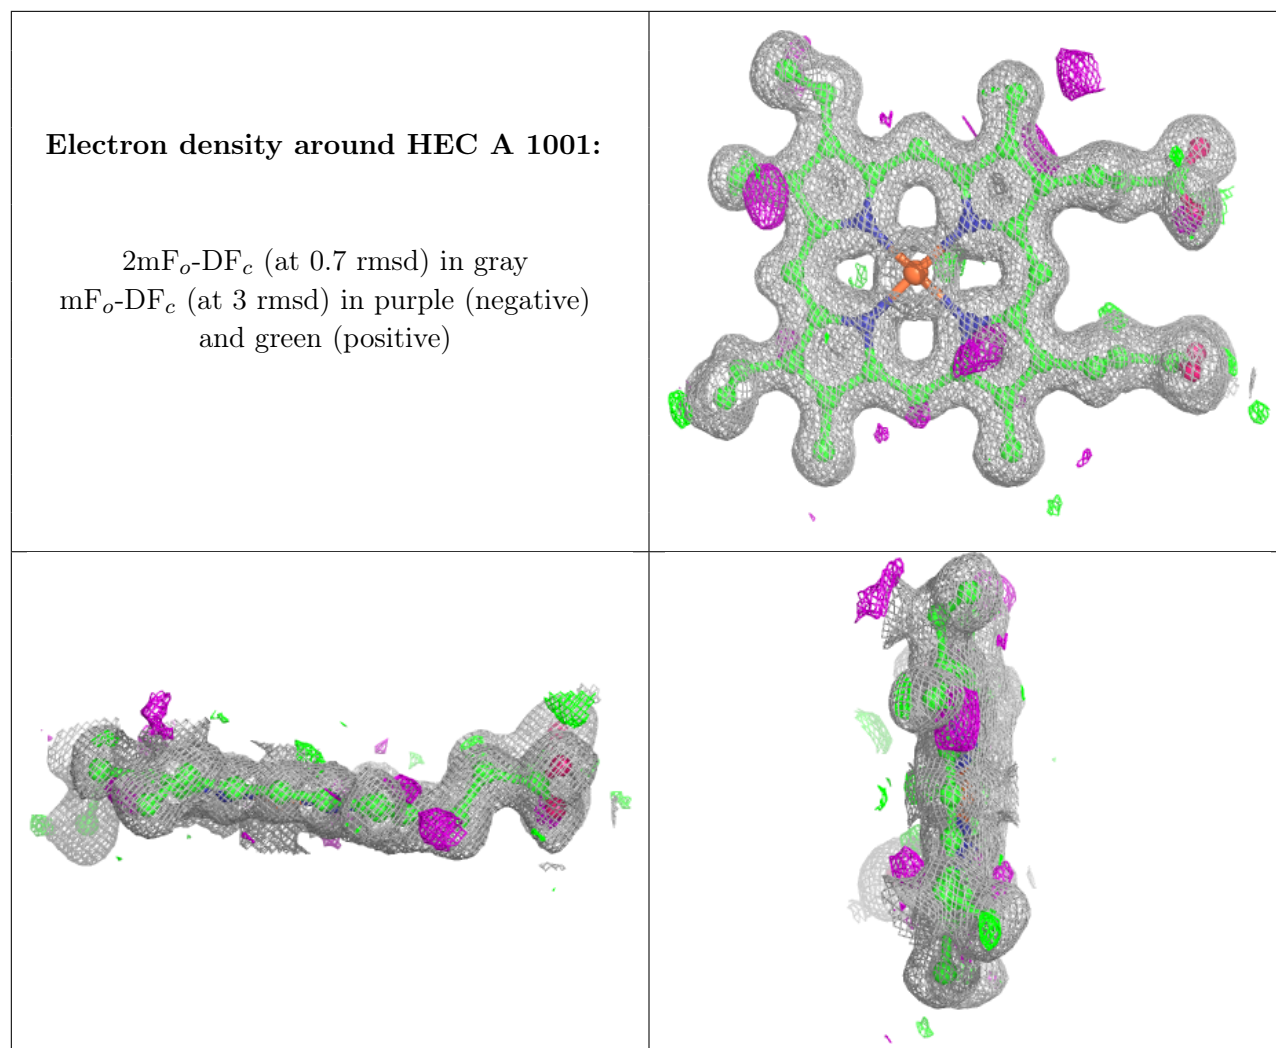 Electron density around HEC A 1001:
2mFo-DFc (at 0.7 rmsd) in gray
mFo-DFc (at 3 rmsd) in purple (negative)
and green (positive)